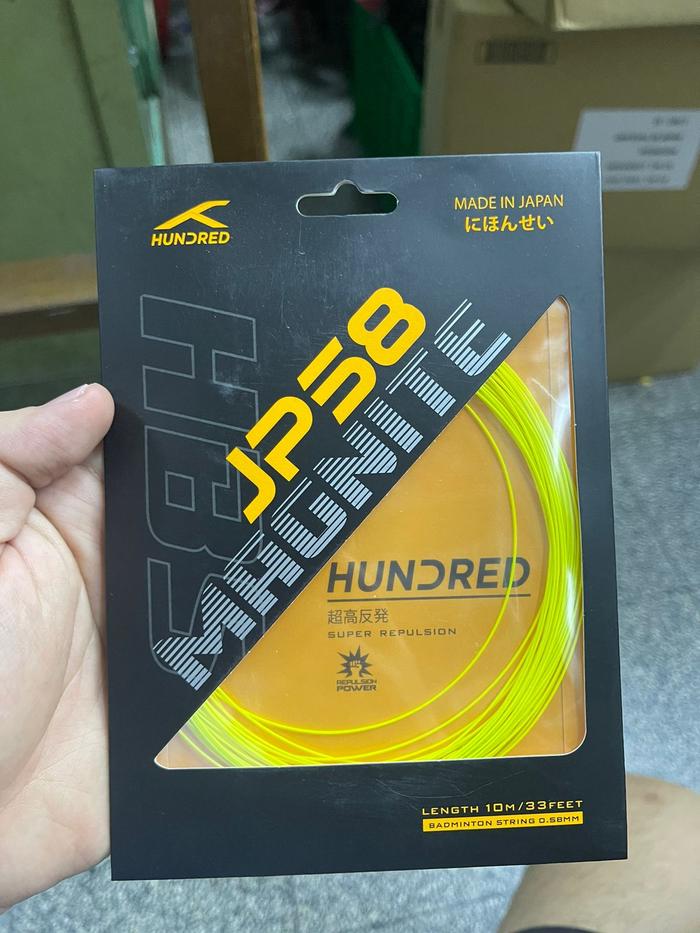 HUNDRED
MADE IN JAPAN
にほんせい
HBS
JP58
MAGNITE
HUNDRED
超高反発
SUPER REPULSION
REPULSION
POWER
LENGTH 10M/33FEET
BADMINTON STRING 0.58MM